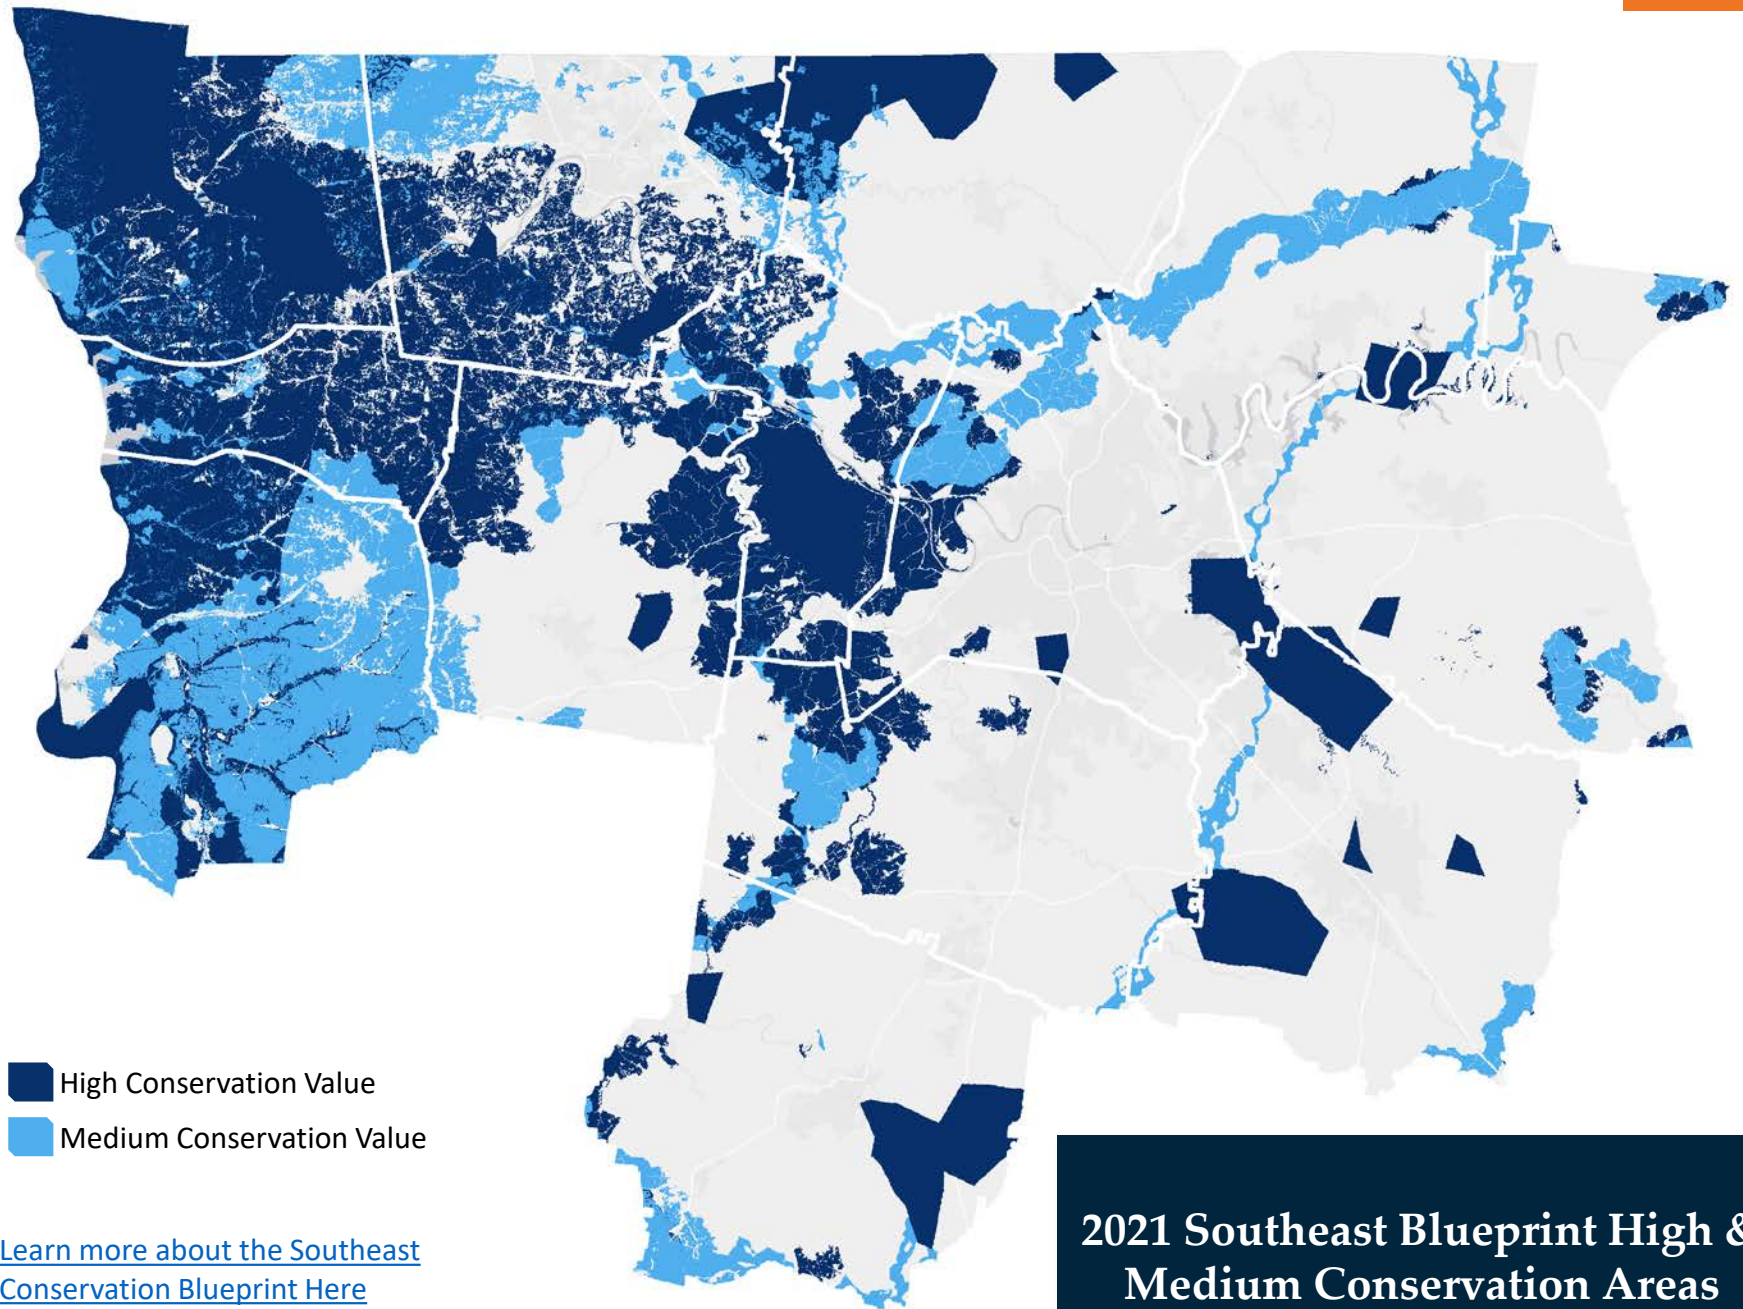 High Conservation Value
Medium Conservation Value
Learn more about the Southeast
Conservation Blueprint Here
2021 Southeast Blueprint High &
Medium Conservation Areas